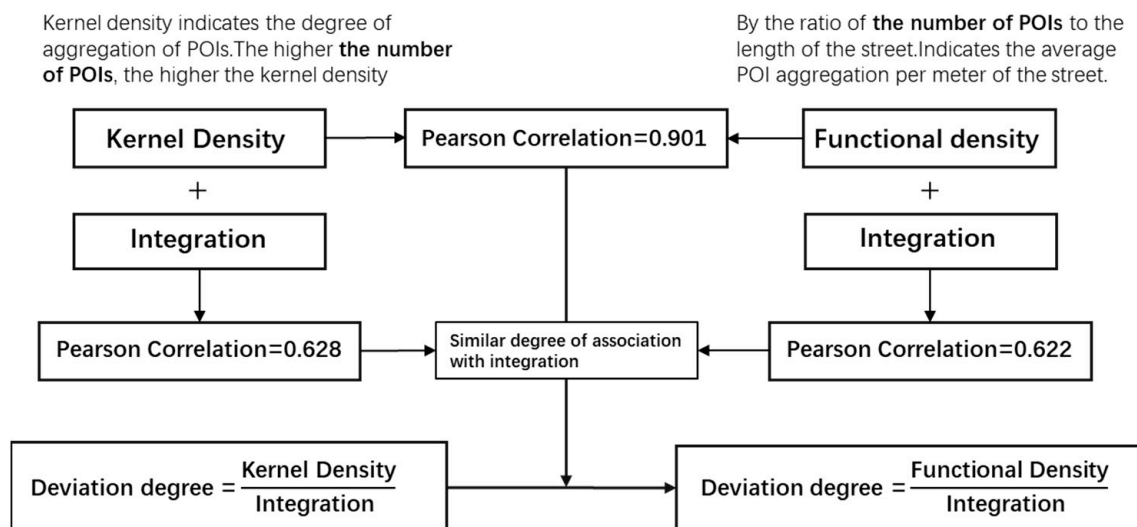 Kernel density indicates the degree of
aggregation of POIs.The higher the number
of POIs, the higher the kernel density
By the ratio of the number of POIs to the
length of the street.Indicates the average
POI aggregation per meter of the street.
Kernel Density
Pearson Correlation=0.901
Functional density
+
+
Integration
Integration
Pearson Correlation=0.628
Similar degree of association
with integration
Pearson Correlation=0.622
Deviation degree = Kernel Density
Integration
Deviation degree = Functional Density
Integration